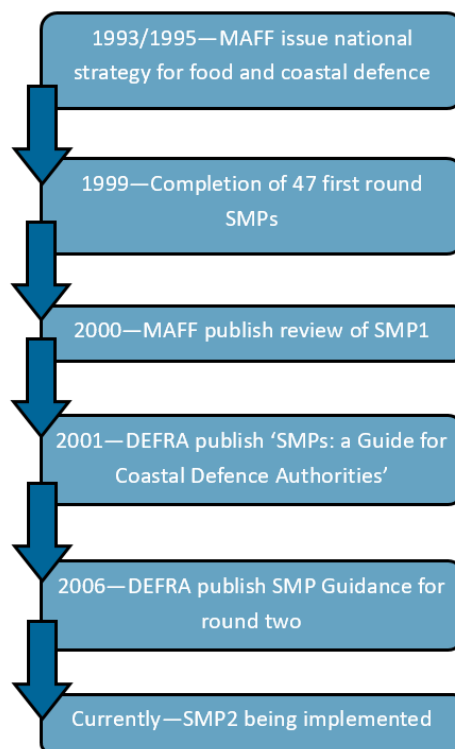 1993/1995—MAFF issue national
strategy for food and coastal defence
1999—Completion of 47 first round
SMPs
2000—MAFF publish review of SMP1
2001—DEFRA publish ‘SMPs: a Guide for
Coastal Defence Authorities’
2006—DEFRA publish SMP Guidance for
round two
Currently—SMP2 being implemented